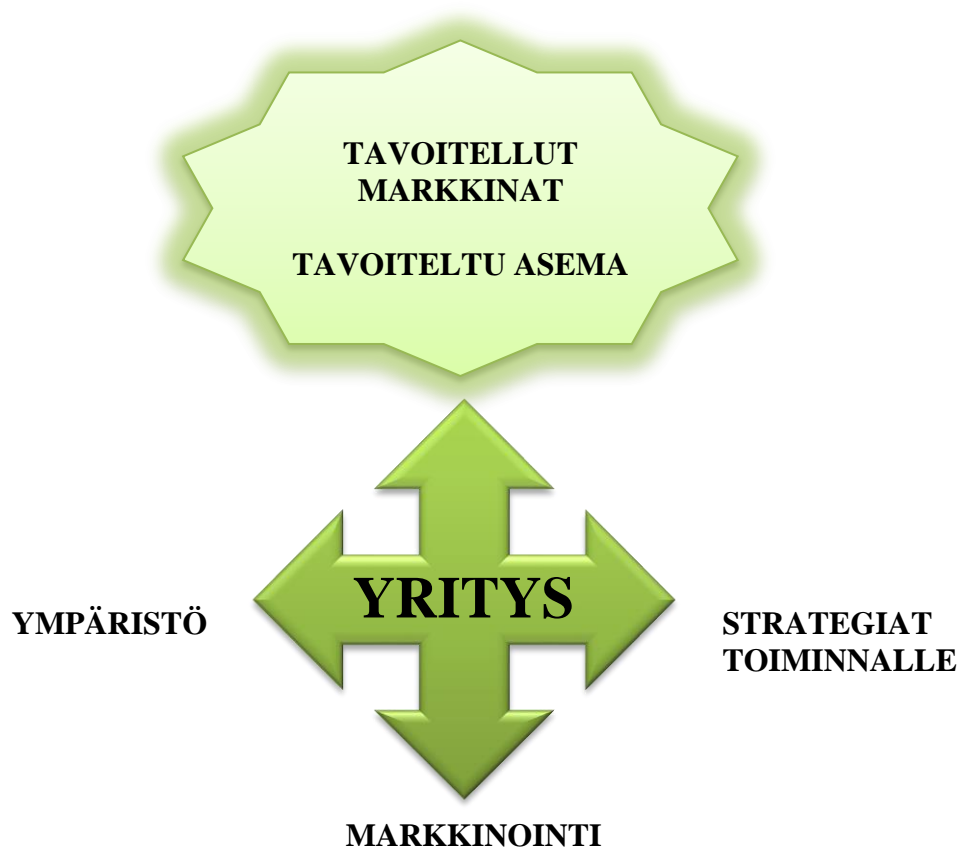 TAVOITELLUT
MARKKINAT
TAVOITELTU ASEMA
YRITYS
YMPÄRISTÖ
STRATEGIAT
TOIMINNALLE
MARKKINOINTI